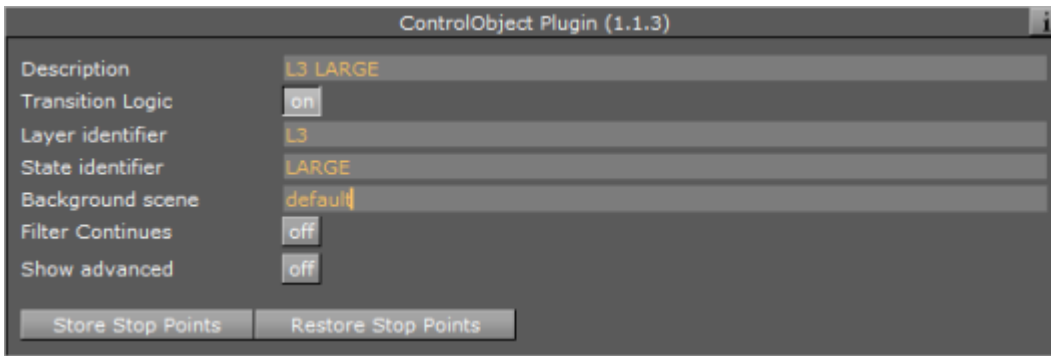 ControlObject Plugin (1.1.3) i
Description L3 LARGE
Transition Logic on
Layer identifier L3
State identifier LARGE
Background scene default
Filter Continues off
Show advanced off
Store Stop Points Restore Stop Points